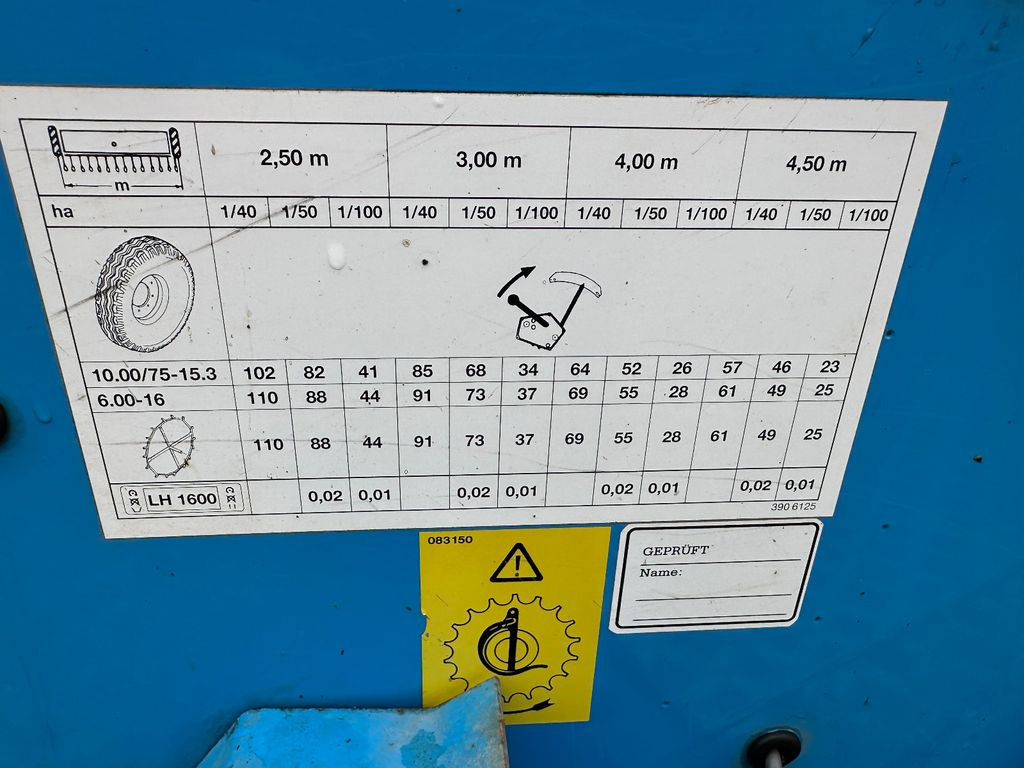 2,50 m 3,00 m 4,00 m 4,50 m
m
ha 1/40 1/50 1/100 1/40 1/50 1/100 1/40 1/50 1/100 1/40 1/50 1/100
10.00/75-15.3 102 82 41 85 68 34 64 52 26 57 46 23
6.00-16 110 88 44 91 73 37 69 55 28 61 49 25
110 88 44 91 73 37 69 55 28 61 49 25
LH 1600 0,02 0,01 0,02 0,01 0,02 0,01 0,02 0,01
390 6125
083150
GEPRÜFT
Name: